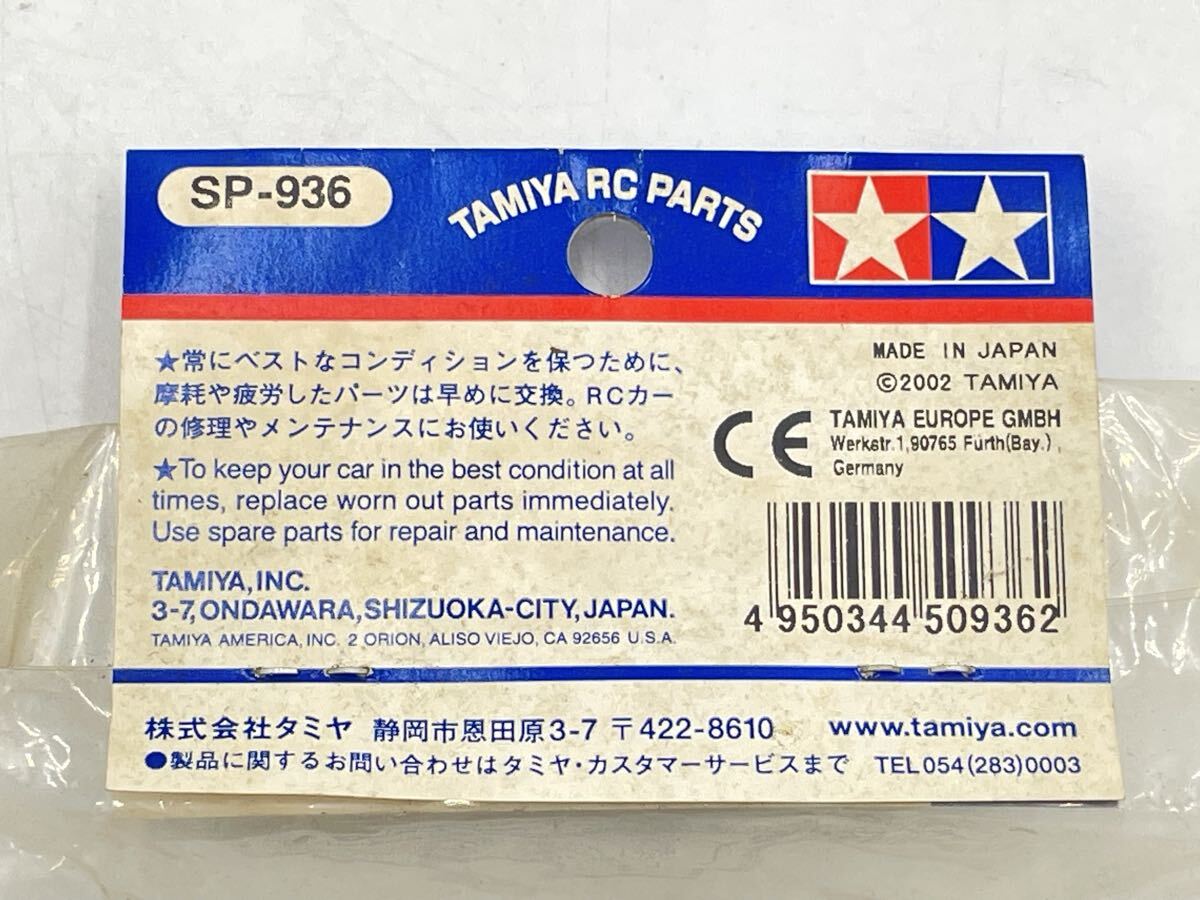 SP-936
TAMIYA RC PARTS
★常にベストなコンディションを保つために、
摩耗や疲労したパーツは早めに交換。RCカー
の修理やメンテナンスにお使いください。
★To keep your car in the best condition at all
times, replace worn out parts immediately.
Use spare parts for repair and maintenance.
TAMIYA,INC.
3-7,ONDAWARA,SHIZUOKA-CITY,JAPAN.
TAMIYA AMERICA, INC. 2 ORION, ALISO VIEJO, CA 92656 U.S.A.
MADE IN JAPAN
©2002 TAMIYA
CE
TAMIYA EUROPE GMBH
Werkstr.1,90765 Fürth(Bay.),
Germany
4 950344 509362
株式会社タミヤ 静岡市恩田原3-7 〒422-8610 www.tamiya.com
●製品に関するお問い合わせはタミヤ・カスタマーサービスまで TEL054(283)0003